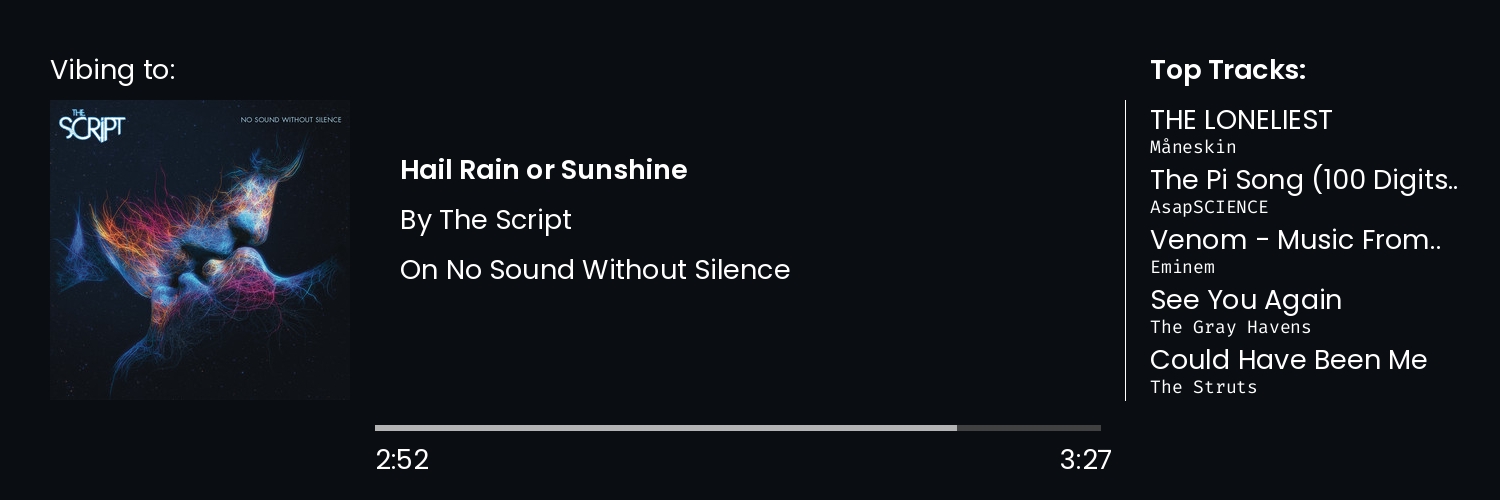 Vibing to:
THE
SCRIPT
NO SOUND WITHOUT SILENCE
Hail Rain or Sunshine
By The Script
On No Sound Without Silence
2:52
3:27
Top Tracks:
THE LONELIEST
Måneskin
The Pi Song (100 Digits..
AsapSCIENCE
Venom - Music From..
Eminem
See You Again
The Gray Havens
Could Have Been Me
The Struts